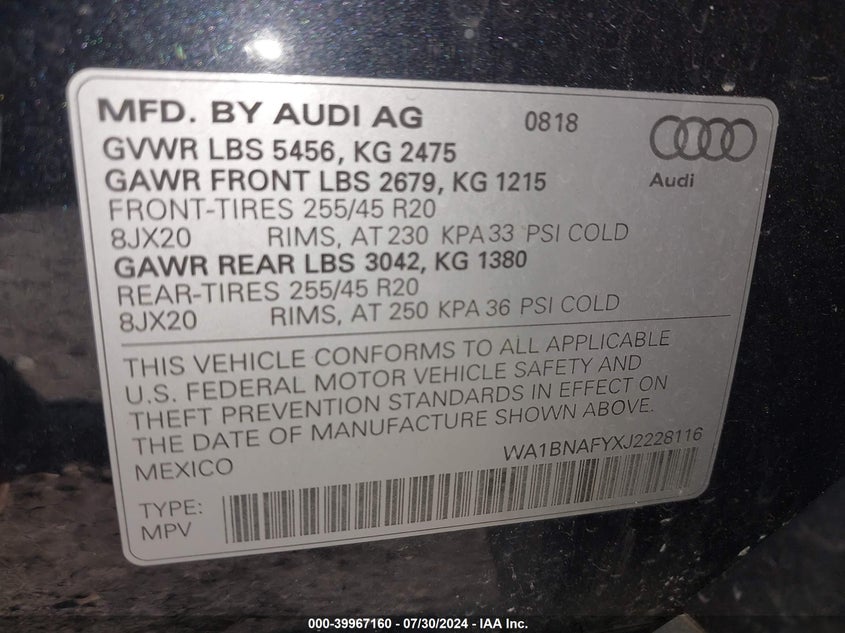 MFD. BY AUDI AG 0818
GVWR LBS 5456, KG 2475
GAWR FRONT LBS 2679, KG 1215
Audi
FRONT-TIRES 255/45 R20
8JX20 RIMS, AT 230 KPA 33 PSI COLD
GAWR REAR LBS 3042, KG 1380
REAR-TIRES 255/45 R20
8JX20 RIMS, AT 250 KPA 36 PSI COLD
THIS VEHICLE CONFORMS TO ALL APPLICABLE
U.S. FEDERAL MOTOR VEHICLE SAFETY AND
THEFT PREVENTION STANDARDS IN EFFECT ON
THE DATE OF MANUFACTURE SHOWN ABOVE.
MEXICO WA1BNAFYXJ2228116
TYPE:
MPV
000-39967160 - 07/30/2024 - IAA Inc.